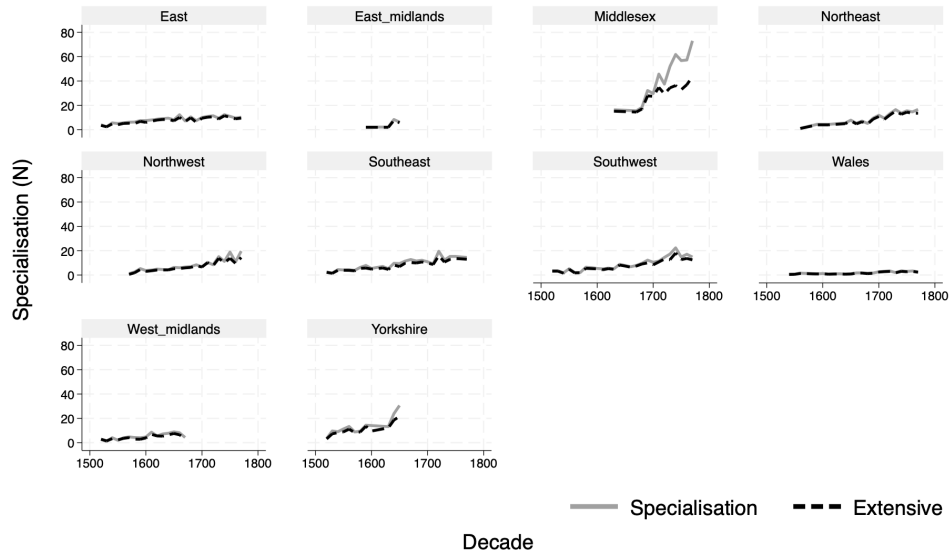 East East_midlands Middlesex Northeast
80
60
40
20
0
Northwest Southeast Southwest Wales
80
60
40
20
0
1500 1600 1700 1800 1500 1600 1700 1800
West_midlands Yorkshire
80
60
40
20
0
1500 1600 1700 1800 1500 1600 1700 1800
Specialisation (N)
Specialisation Extensive
Decade